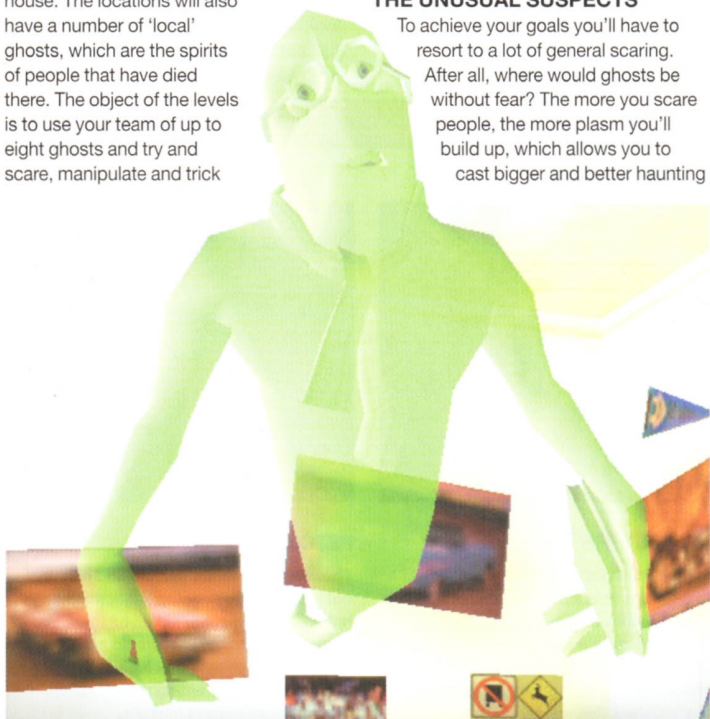 house. The locations will also
have a number of ‘local’
ghosts, which are the spirits
of people that have died
there. The object of the levels
is to use your team of up to
eight ghosts and try and
scare, manipulate and trick
THE UNUSUAL SUSPECTS
To achieve your goals you’ll have to
resort to a lot of general scaring.
After all, where would ghosts be
without fear? The more you scare
people, the more plasm you’ll
build up, which allows you to
cast bigger and better haunting